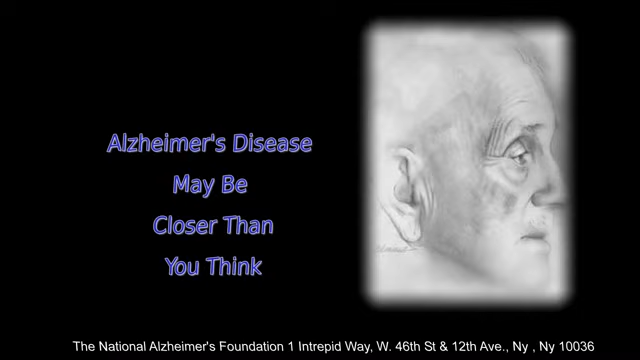 Alzheimer's Disease
May Be
Closer Than
You Think
The National Alzheimer's Foundation 1 Intrepid Way, W. 46th St & 12th Ave., Ny , Ny 10036